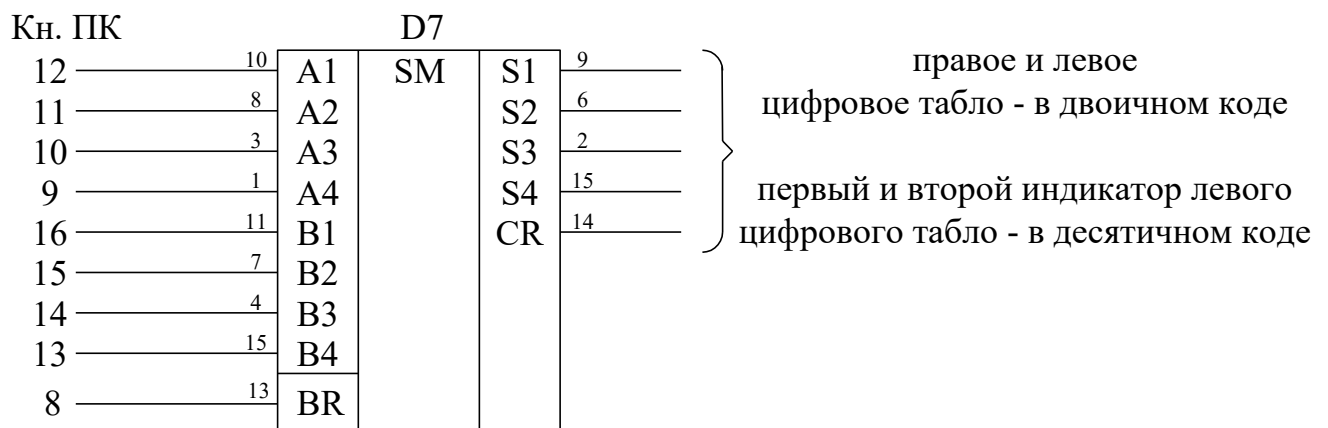 Кн. ПК D7
12 10 A1 SM S1 9
11 8 A2 S2 6
10 3 A3 S3 2
9 1 A4 S4 15
16 11 B1 CR 14
15 7 B2
14 4 B3
13 15 B4
8 13 BR
правое и левое
цифровое табло - в двоичном коде
первый и второй индикатор левого
цифрового табло - в десятичном коде